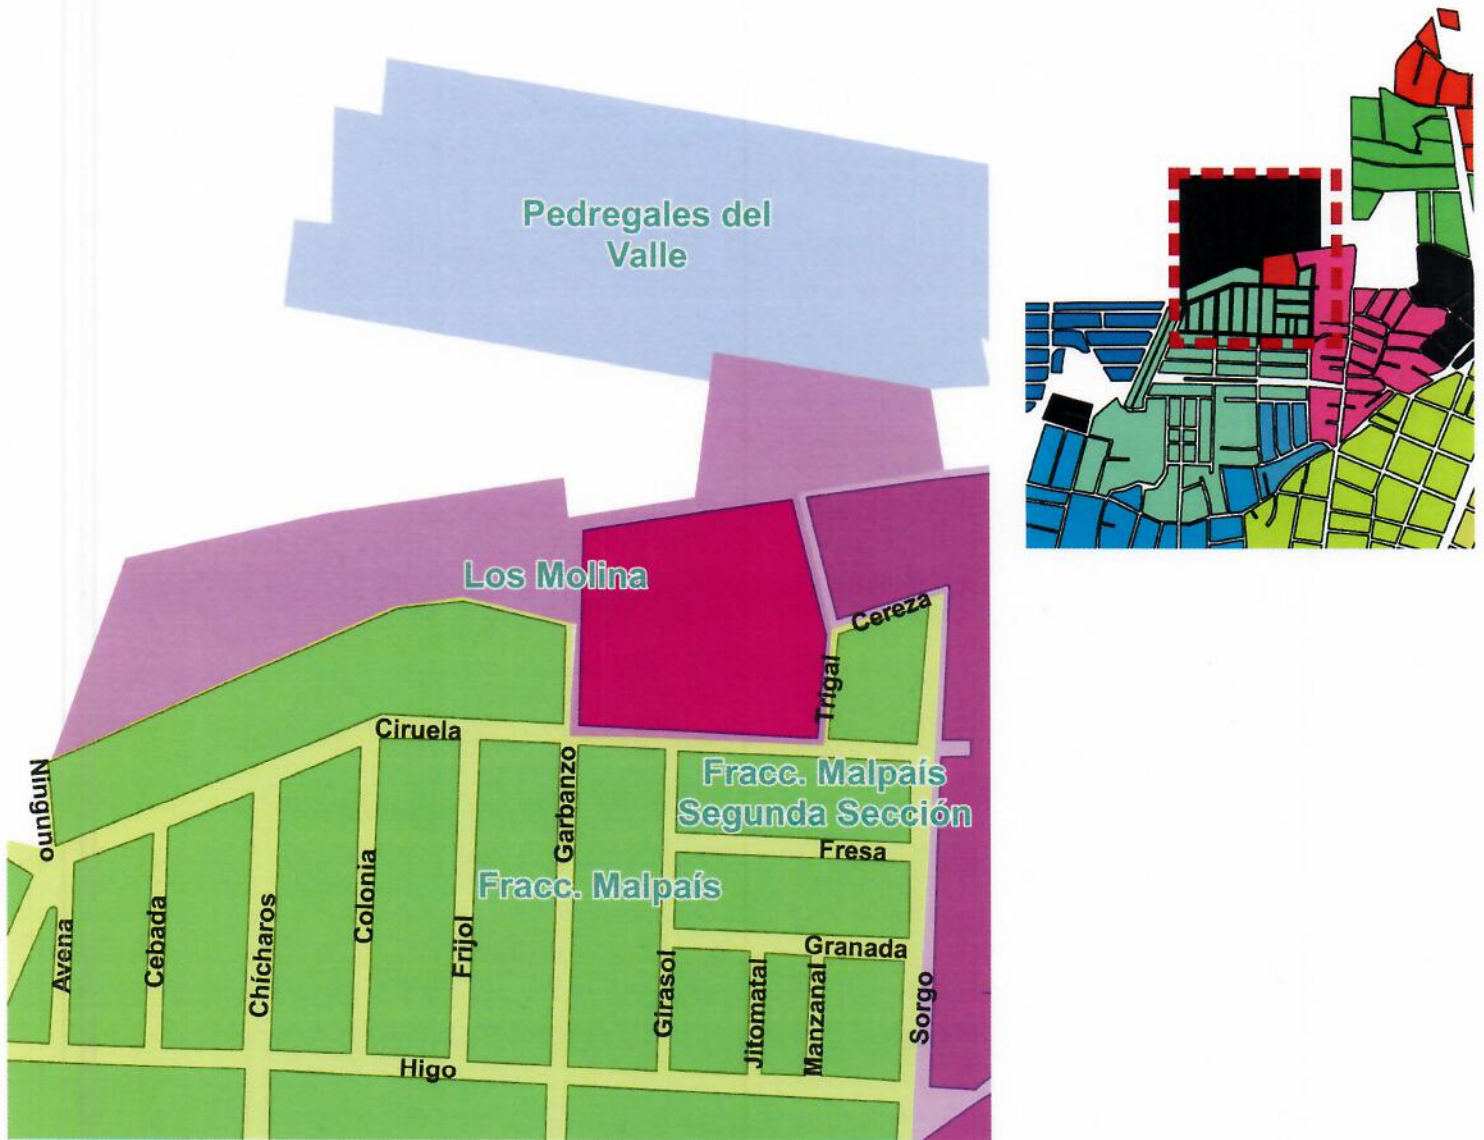 Pedregales del
Valle
Los Molina
Cereza
Trigal
Ciruela
Ninguno
Garbanzo
Fracc. Malpaís
Segunda Sección
Fresa
Fracc. Malpaís
Colonia
Cebada
Chícharos
Avena
Frijol
Granada
Girasol
Jitomatal
Manzanal
Sorgo
Higo